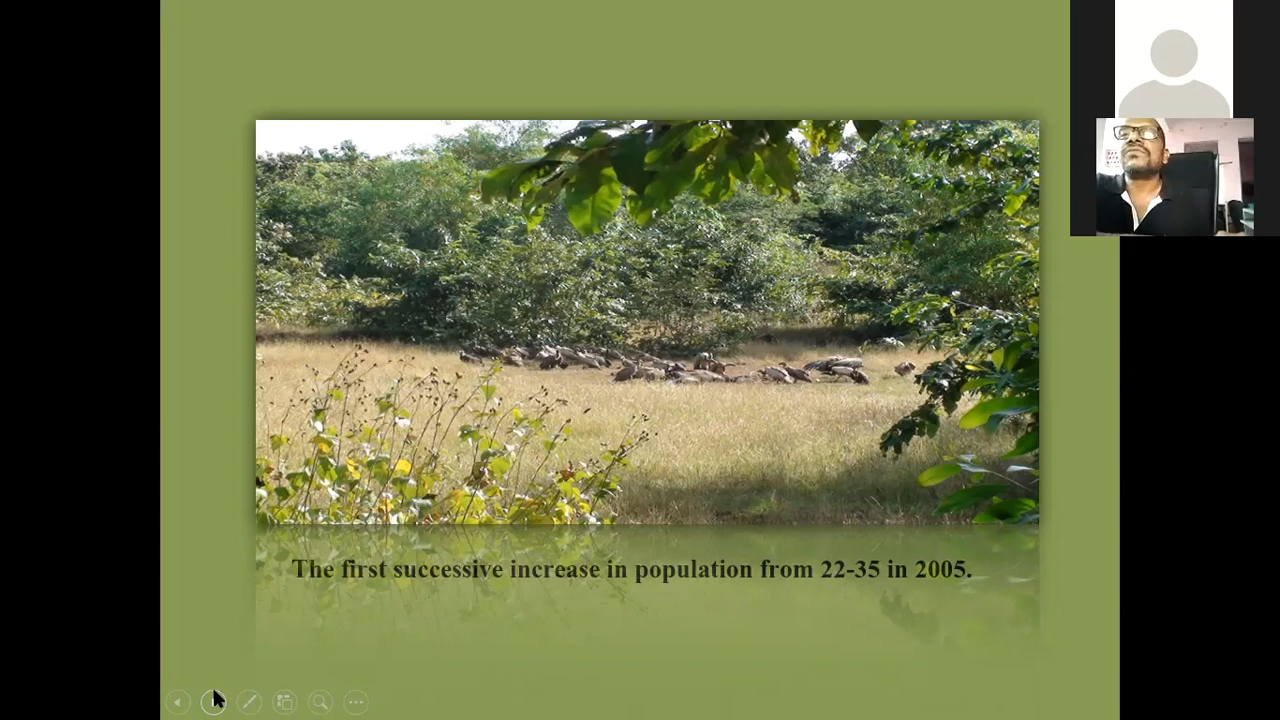 The first successive increase in population from 22-35 in 2005.